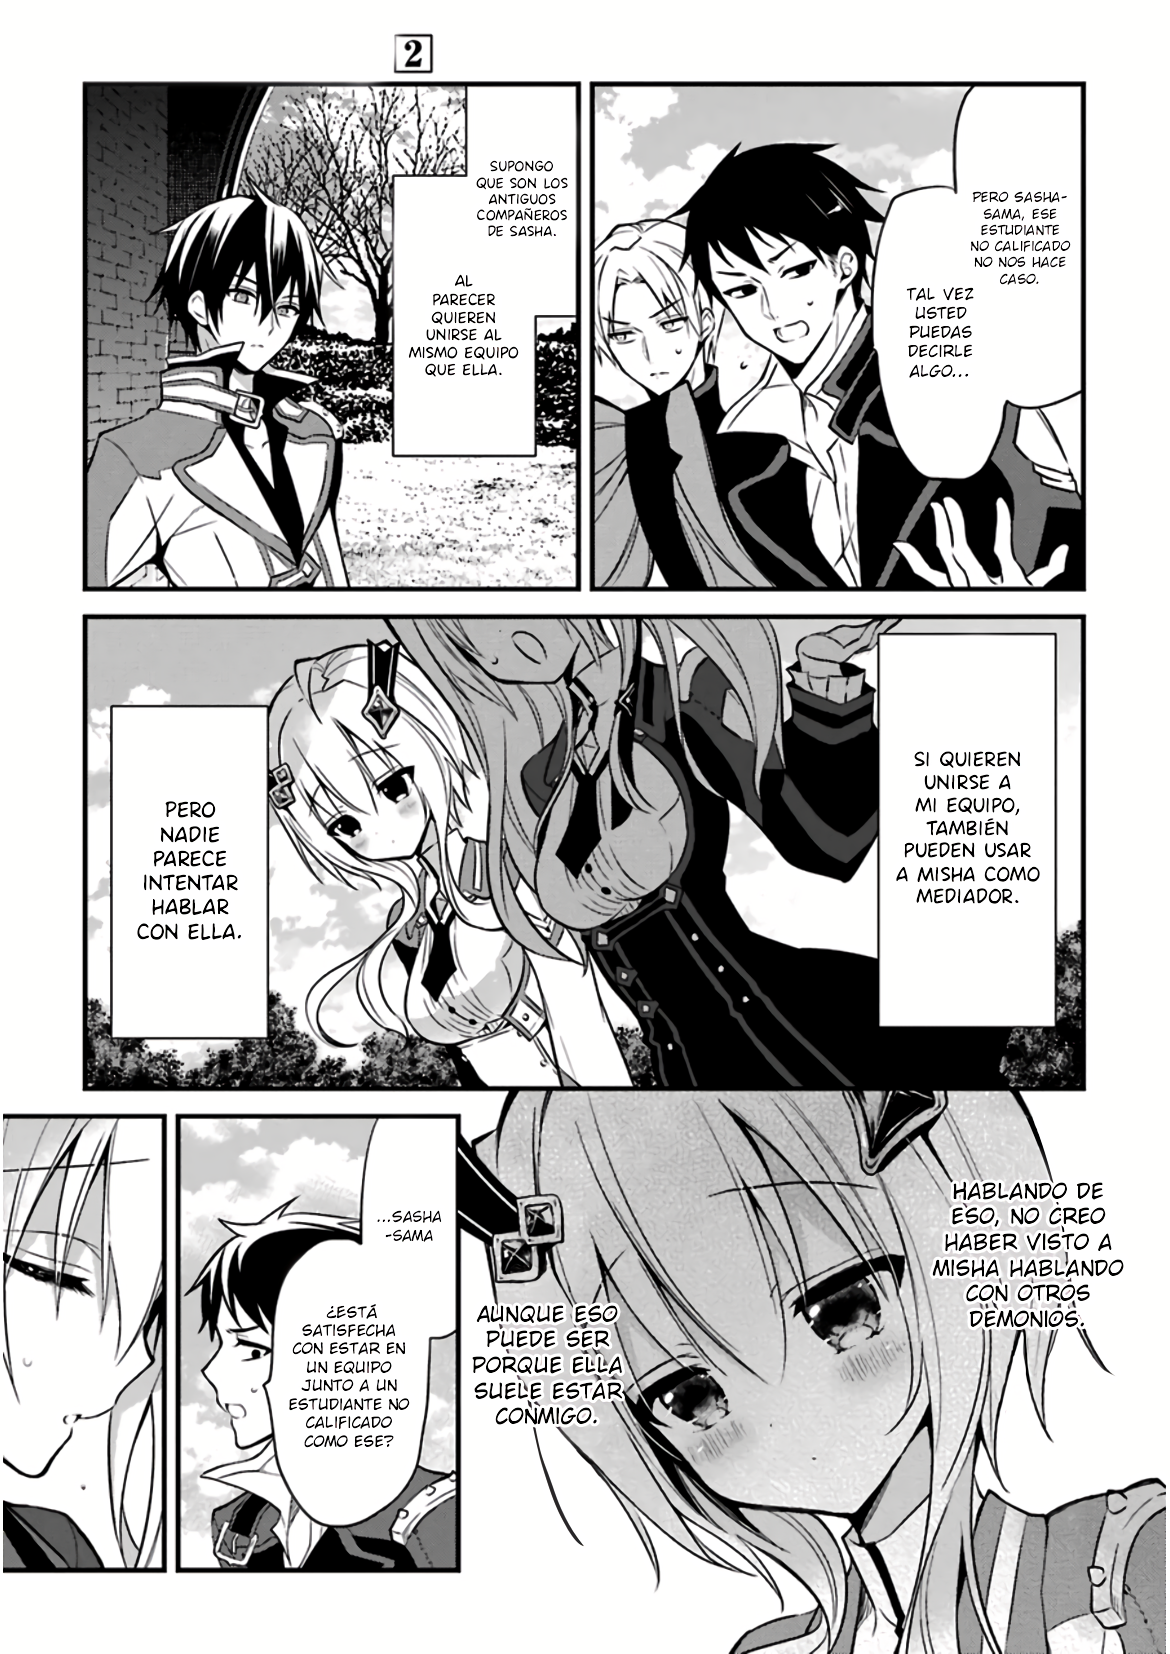 2
PERO SASHA-
SAMA, ESE
ESTUDIANTE
NO CALIFICADO
NO NOS HACE
CASO.
TAL VEZ
USTED
PUEDAS
DECIRLE
ALGO...
SUPONGO
QUE SON LOS
ANTIGUOS
COMPAÑEROS
DE SASHA.
AL
PARECER
QUIEREN
UNIRSE AL
MISMO EQUIPO
QUE ELLA.
SI QUIEREN
UNIRSE A
MI EQUIPO,
TAMBIÉN
PUEDEN USAR
A MISHA COMO
MEDIADOR.
PERO
NADIE
PARECE
INTENTAR
HABLAR
CON ELLA.
HABLANDO DE
ESO, NO CREO
HABER VISTO A
MISHA HABLANDO
CON OTROS
DEMONIOS.
AUNQUE ESO
PUEDE SER
PORQUE ELLA
SUELE ESTAR
CONMIGO.
...SASHA
-SAMA
¿ESTÁ
SATISFECHA
CON ESTAR EN
UN EQUIPO
JUNTO A UN
ESTUDIANTE NO
CALIFICADO
COMO ESE?